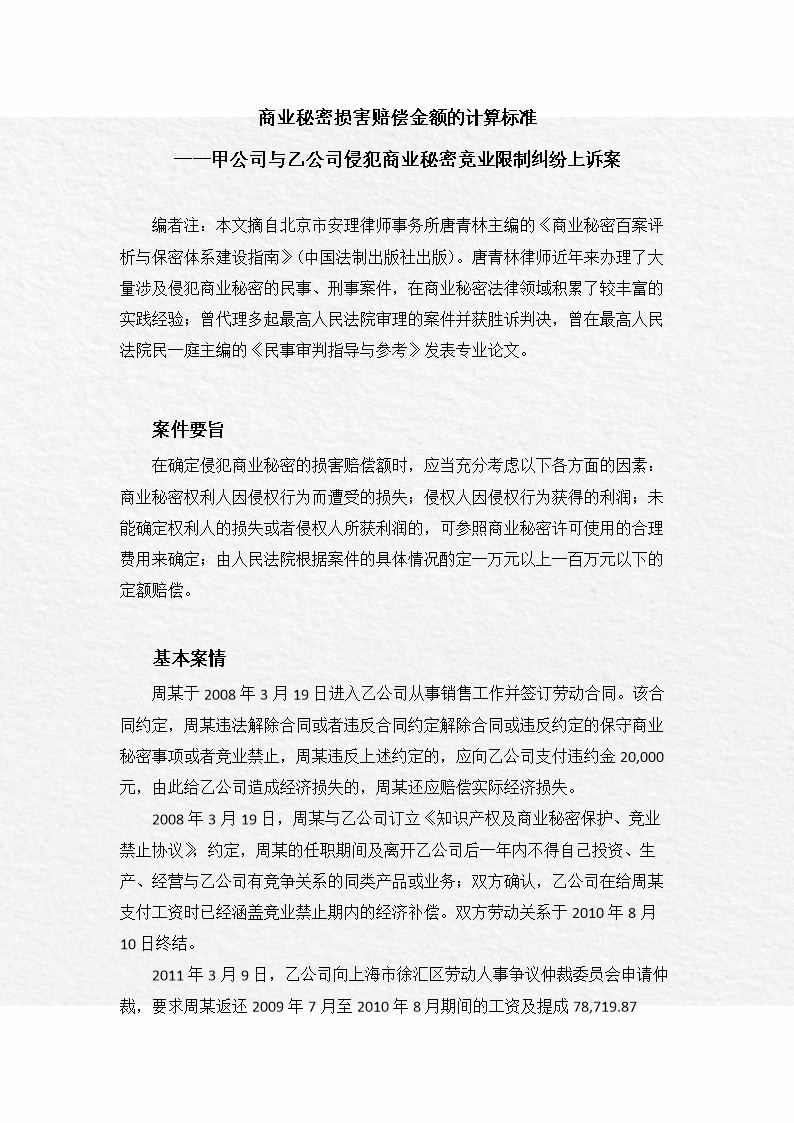 商业秘密损害赔偿金额的计算标准
——甲公司与乙公司侵犯商业秘密竞业限制纠纷上诉案
编者注：本文摘自北京市安理律师事务所唐青林主编的《商业秘密百案评
析与保密体系建设指南》（中国法制出版社出版）。唐青林律师近年来办理了大
量涉及侵犯商业秘密的民事、刑事案件，在商业秘密法律领域积累了较丰富的
实践经验；曾代理多起最高人民法院审理的案件并获胜诉判决，曾在最高人民
法院民一庭主编的《民事审判指导与参考》发表专业论文。
案件要旨
在确定侵犯商业秘密的损害赔偿额时，应当充分考虑以下各方面的因素：
商业秘密权利人因侵权行为而遭受的损失；侵权人因侵权行为获得的利润；未
能确定权利人的损失或者侵权人所获利润的，可参照商业秘密许可使用的合理
费用来确定；由人民法院根据案件的具体情况酌定一万元以上一百万元以下的
定额赔偿。
基本案情
周某于 2008 年 3 月 19 日进入乙公司从事销售工作并签订劳动合同。该合
同约定，周某违法解除合同或者违反合同约定解除合同或违反约定的保守商业
秘密事项或者竞业禁止，周某违反上述约定的，应向乙公司支付违约金 20,000
元，由此给乙公司造成经济损失的，周某还应赔偿实际经济损失。
2008 年 3 月 19 日，周某与乙公司订立《知识产权及商业秘密保护、竞业
禁止协议》；约定，周某的任职期间及离开乙公司后一年内不得自己投资、生
产、经营与乙公司有竞争关系的同类产品或业务；双方确认，乙公司在给周某
支付工资时已经涵盖竞业禁止期内的经济补偿。双方劳动关系于 2010 年 8 月
10 日终结。
2011 年 3 月 9 日，乙公司向上海市徐汇区劳动人事争议仲裁委员会申请仲
裁，要求周某返还 2009 年 7 月至 2010 年 8 月期间的工资及提成 78,719.87